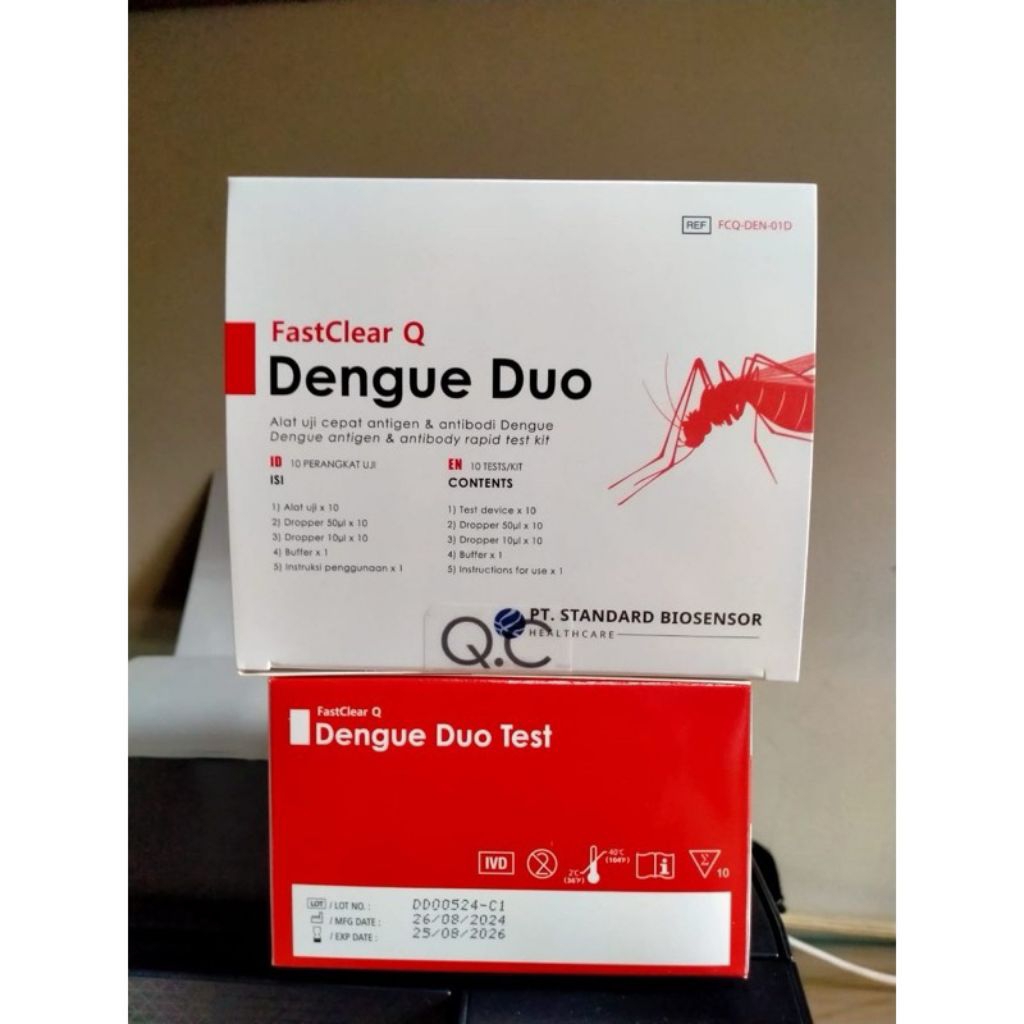 REF FCQ-DEN-01D
FastClear Q
Dengue Duo
Alat uji cepat antigen & antibodi Dengue
Dengue antigen & antibody rapid test kit
ID 10 PERANGKAT UJI
ISI
1) Alat uji x 10
2) Dropper 50µl x 10
3) Dropper 10µl x 10
4) Buffer x 1
5) Instruksi penggunaan x 1
EN 10 TESTS/KIT
CONTENTS
1) Test device x 10
2) Dropper 50µl x 10
3) Dropper 10µl x 10
4) Buffer x 1
5) Instructions for use x 1
PT. STANDARD BIOSENSOR
HEALTHCARE
Q.C
FastClear Q
Dengue Duo Test
IVD 2 2°C (36°F) 40°C (104°F) i Σ 10
LOT / LOT NO. : DD00524-C1
/ MFG DATE : 26/08/2024
/ EXP DATE : 25/08/2026